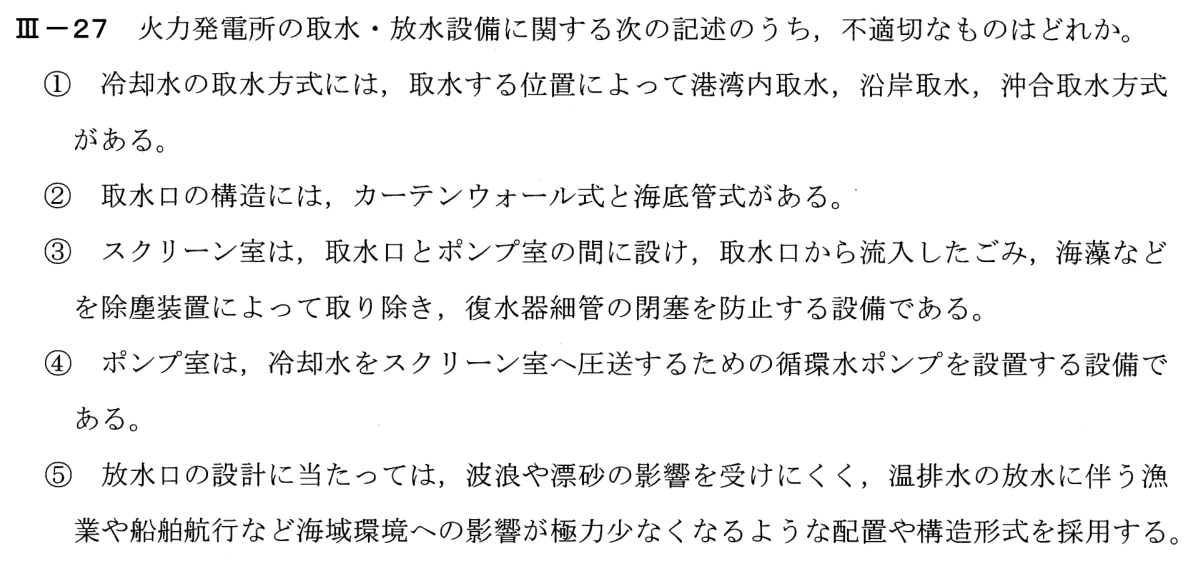 Ⅲ－27　火力発電所の取水・放水設備に関する次の記述のうち，不適切なものはどれか。
①　冷却水の取水方式には，取水する位置によって港湾内取水，沿岸取水，沖合取水方式
がある。
②　取水口の構造には，カーテンウォール式と海底管式がある。
③　スクリーン室は，取水口とポンプ室の間に設け，取水口から流入したごみ，海藻など
を除塵装置によって取り除き，復水器細管の閉塞を防止する設備である。
④　ポンプ室は，冷却水をスクリーン室へ圧送するための循環水ポンプを設置する設備で
ある。
⑤　放水口の設計に当たっては，波浪や漂砂の影響を受けにくく，温排水の放水に伴う漁
業や船舶航行など海域環境への影響が極力少なくなるような配置や構造形式を採用する。